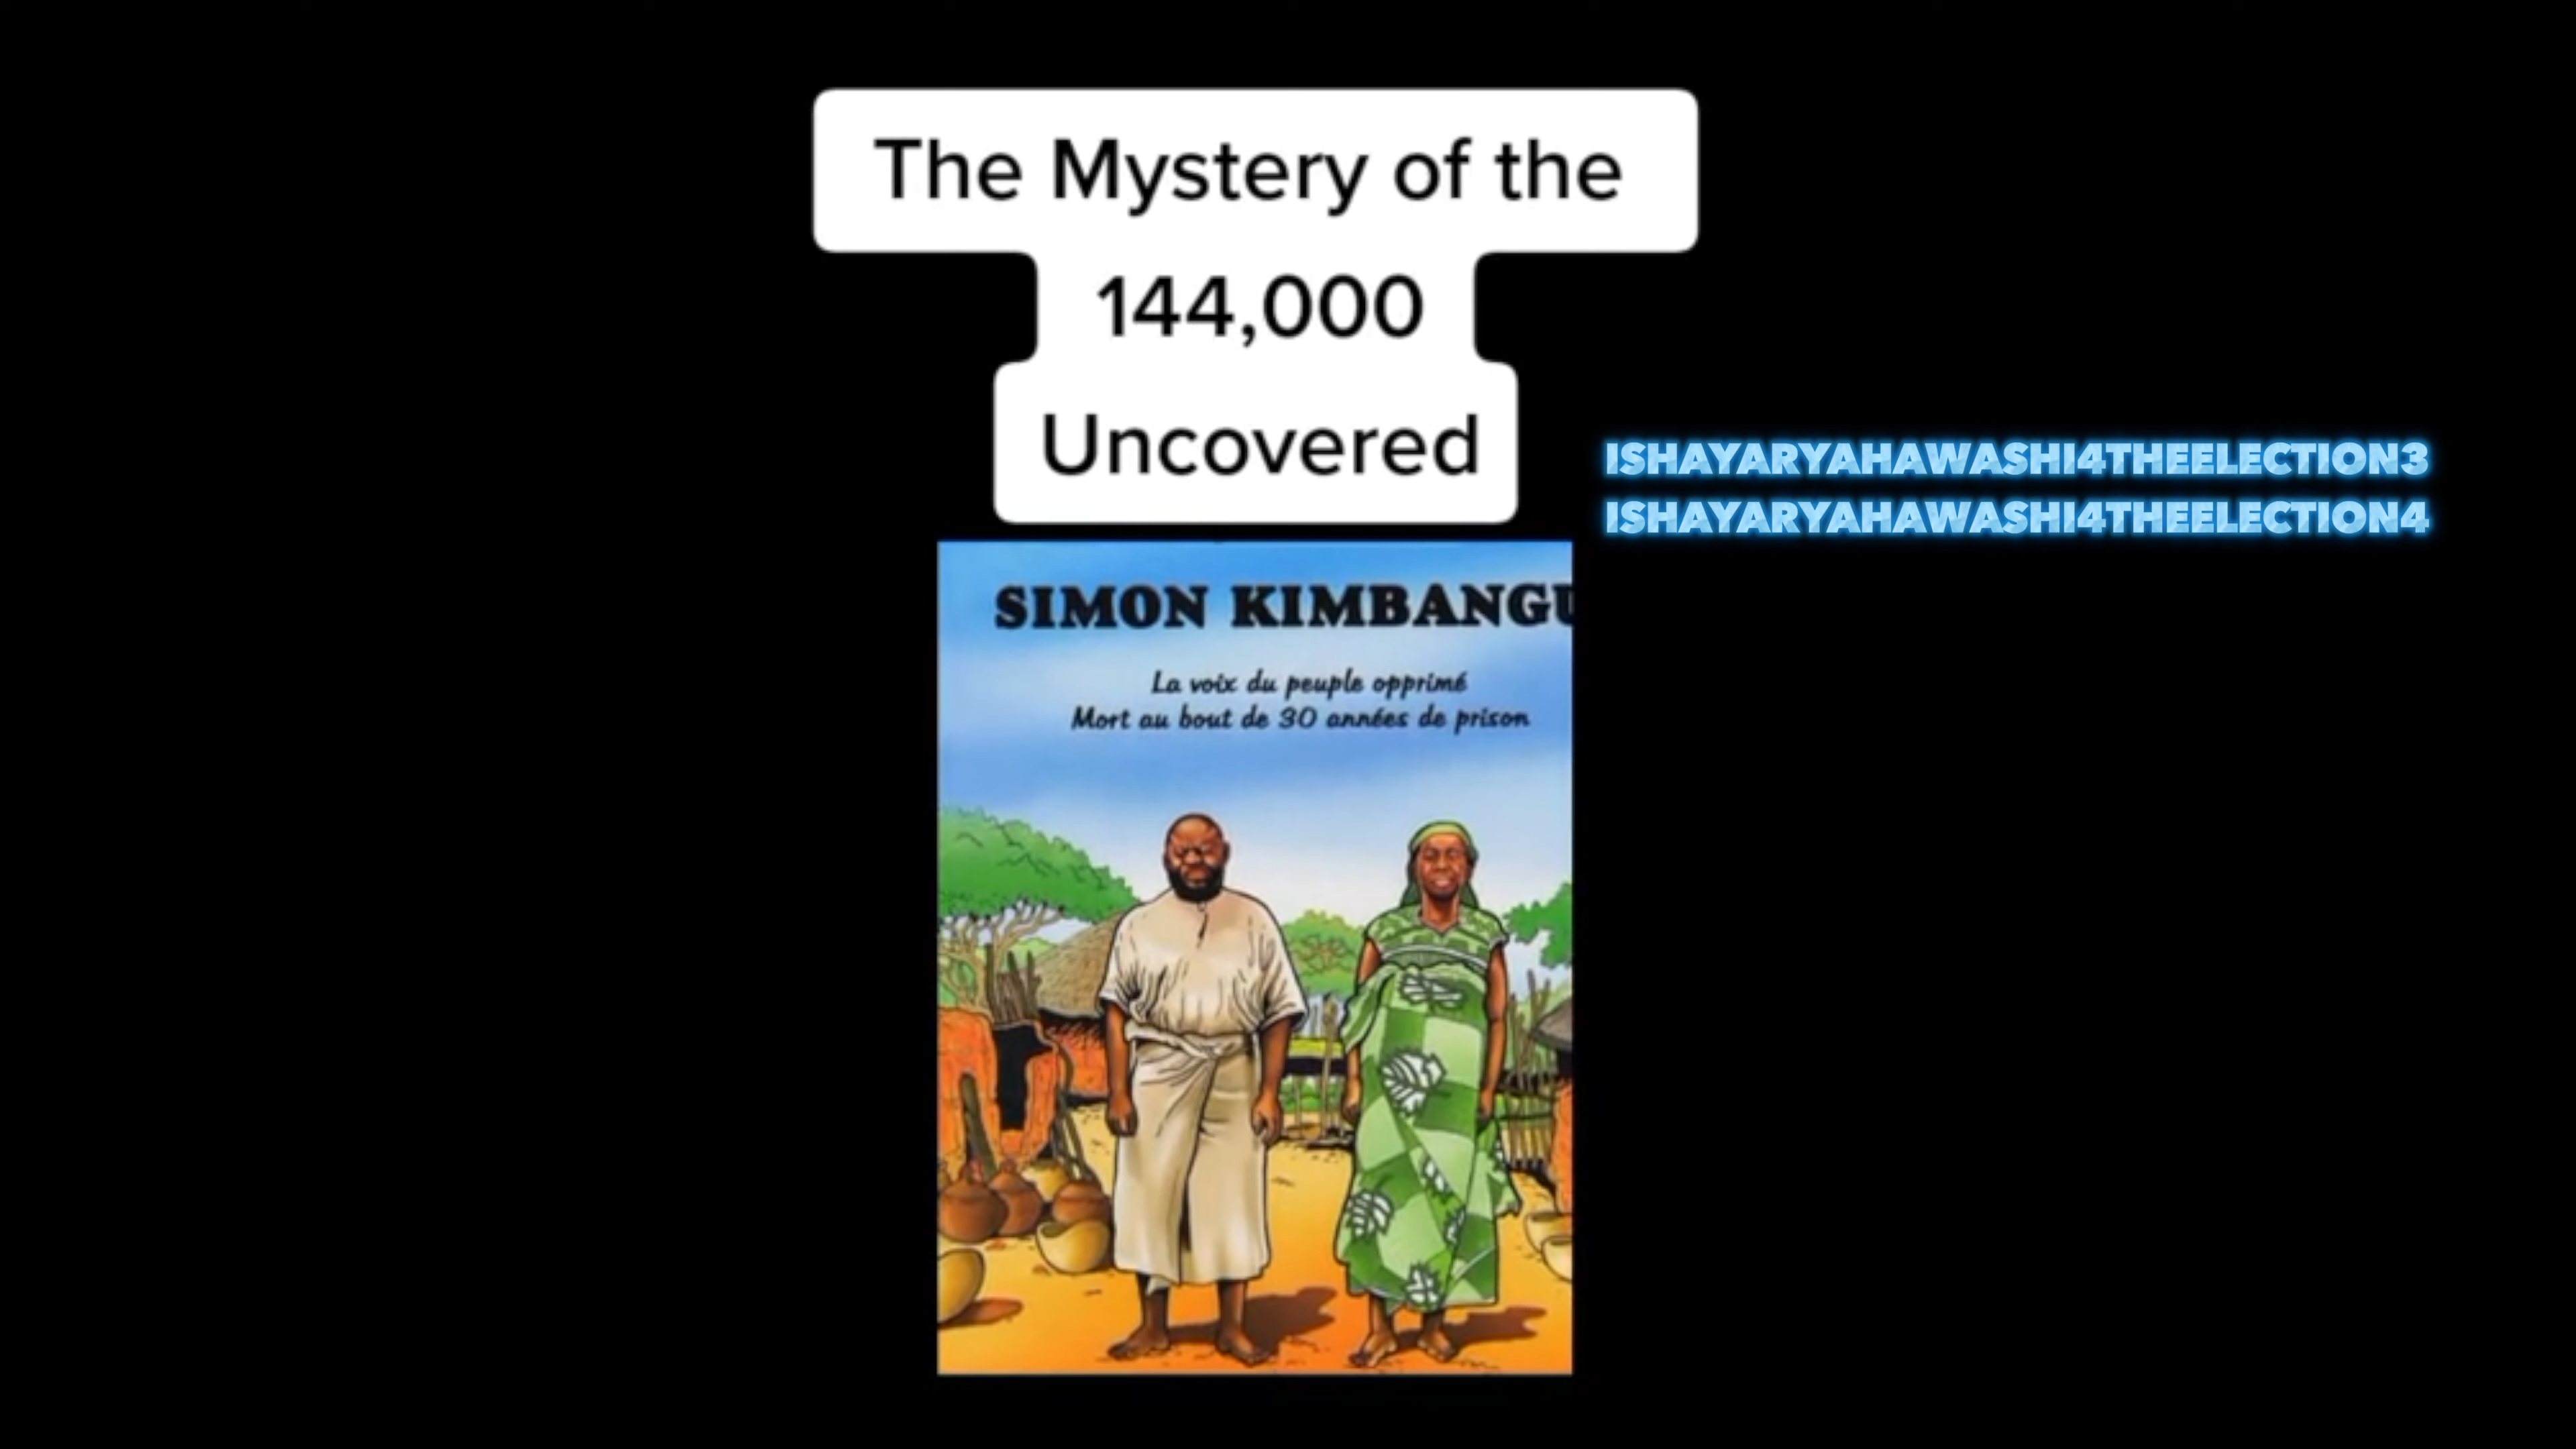 The Mystery of the
144,000
Uncovered
ISHAYARYAHAWASHI4THEELECTION3
ISHAYARYAHAWASHI4THEELECTION4
SIMON KIMBANGU
La voix du peuple opprimé
Mort au bout de 30 années de prison